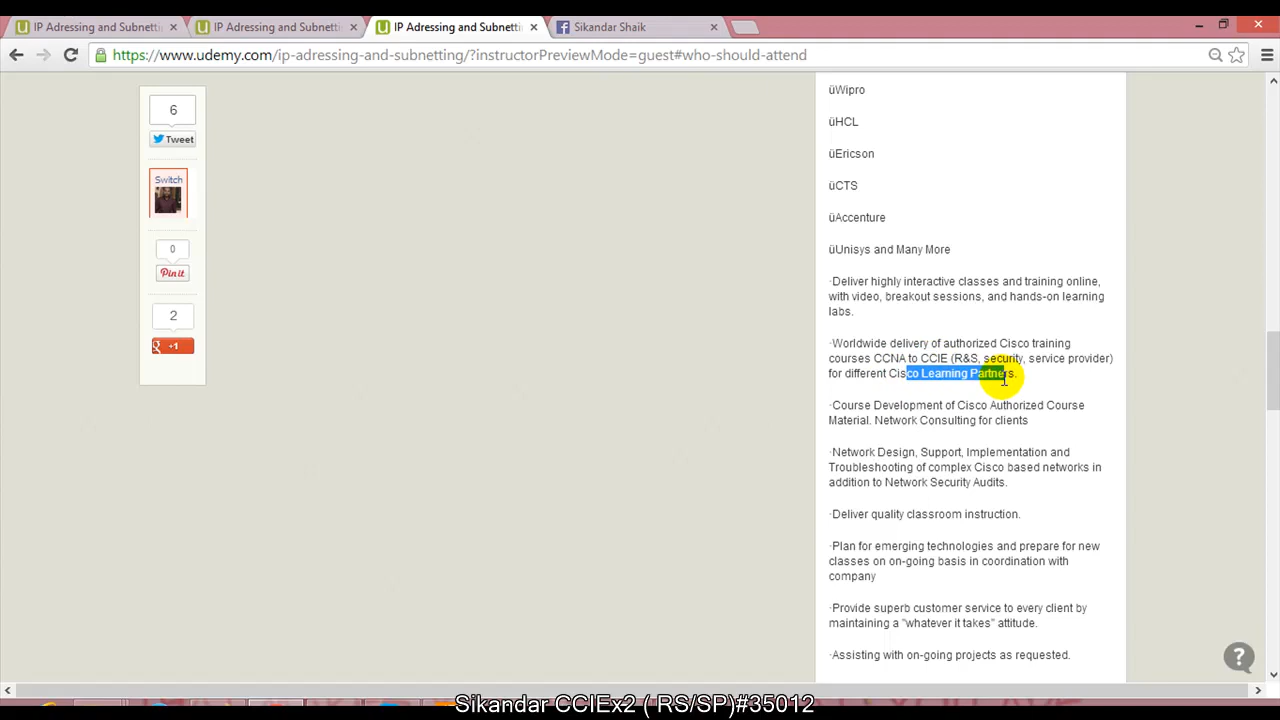 IP Adressing and Subnetti
IP Adressing and Subnetti
IP Adressing and Subnetti
Sikandar Shaik
https://www.udemy.com/ip-adressing-and-subnetting/?instructorPreviewMode=guest#who-should-attend
6
Tweet
Switch
0
Pin it
2
+1
üWipro
üHCL
üEricson
üCTS
üAccenture
üUnisys and Many More
·Deliver highly interactive classes and training online,
with video, breakout sessions, and hands-on learning
labs.
·Worldwide delivery of authorized Cisco training
courses CCNA to CCIE (R&S, security, service provider)
for different Cisco Learning Partners.
·Course Development of Cisco Authorized Course
Material. Network Consulting for clients
·Network Design, Support, Implementation and
Troubleshooting of complex Cisco based networks in
addition to Network Security Audits.
·Deliver quality classroom instruction.
·Plan for emerging technologies and prepare for new
classes on on-going basis in coordination with
company
·Provide superb customer service to every client by
maintaining a "whatever it takes" attitude.
·Assisting with on-going projects as requested.
Sikandar CCIEx2 ( RS/SP)#35012